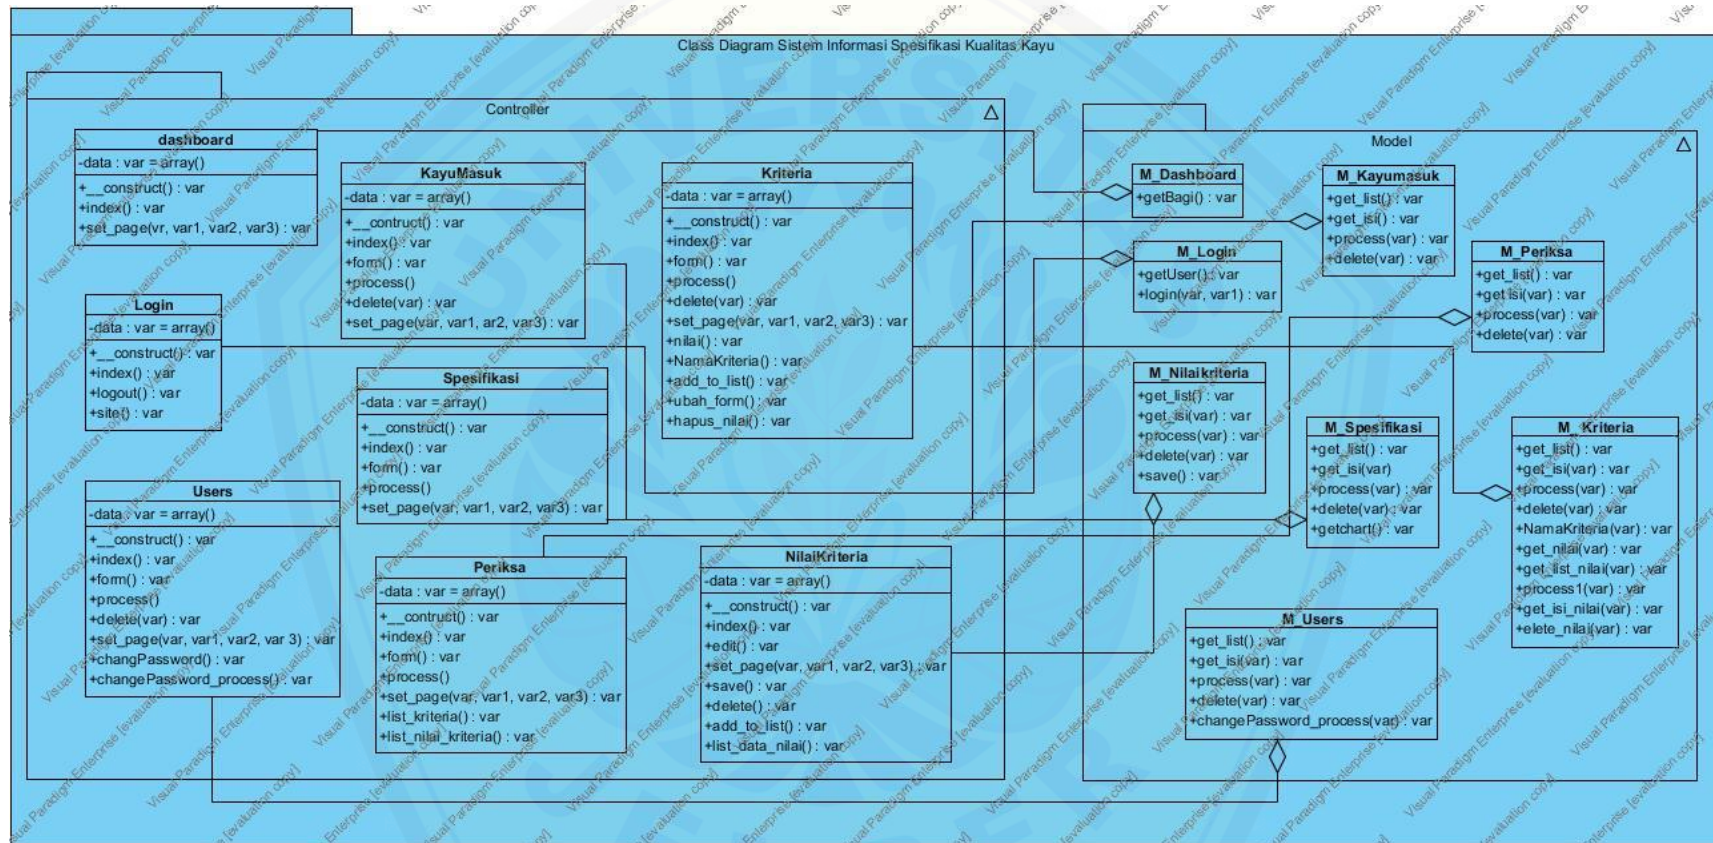 Class Diagram Sistem Informasi Spesifikasi Kualitas Kayu
Controller
dashboard
-data : var = array()
+__construct() : var
+index() : var
+set_page(vr, var1, var2, var3) : var
KayuMasuk
-data : var = array()
+__contruct() : var
+index() : var
+form() : var
+process()
+delete(var) : var
+set_page(var, var1, ar2, var3) : var
Kriteria
-data : var = array()
+__construct() : var
+index() : var
+form() : var
+process()
+delete(var) : var
+set_page(var, var1, var2, var3) : var
+nilai() : var
+NamaKriteria() : var
+add_to_list() : var
+ubah_form() : var
+hapus_nilai() : var
Login
-data : var = array()
+__construct() : var
+index() : var
+logout() : var
+site() : var
Spesifikasi
-data : var = array()
+__construct() : var
+index() : var
+form() : var
+process()
+set_page(var, var1, var2, var3) : var
Users
-data : var = array()
+__construct() : var
+index() : var
+form() : var
+process()
+delete(var) : var
+set_page(var, var1, var2, var 3) : var
+changPassword() : var
+changePassword_process() : var
Periksa
-data : var = array()
+__contruct() : var
+index() : var
+form() : var
+process()
+set_page(var, var1, var2, var3) : var
+list_kriteria() : var
+list_nilai_kriteria() : var
NilaiKriteria
-data : var = array()
+__construct() : var
+index() : var
+edit() : var
+set_page(var, var1, var2, var3) : var
+save() : var
+delete() : var
+add_to_list() : var
+list_data_nilai() : var
Model
M_Dashboard
+getBagi() : var
M_Kayumasuk
+get_list() : var
+get_isi() : var
+process(var) : var
+delete(var) : var
M_Login
+getUser() : var
+login(var, var1) : var
M_Periksa
+get_list() : var
+get isi(var) : var
+process(var) : var
+delete(var) : var
M_Nilaikriteria
+get_list() : var
+get_isi(var) : var
+process(var) : var
+delete(var) : var
+save() : var
M_Spesifikasi
+get_list() : var
+get_isi(var)
+process(var) : var
+delete(var) : var
+getchart() : var
M_ Kriteria
+get_list() : var
+get_isi(var) : var
+process(var) : var
+delete(var) : var
+NamaKriteria(var) : var
+get_nilai(var) : var
+get_list_nilai(var) : var
+process1(var) : var
+get_isi_nilai(var) : var
+elete_nilai(var) : var
M_Users
+get_list() : var
+get_isi(var) : var
+process(var) : var
+delete(var) : var
+changePassword_process(var) : var
Visual Paradigm Enterprise [evaluation copy]
UNIVERSITAS
JEMBER